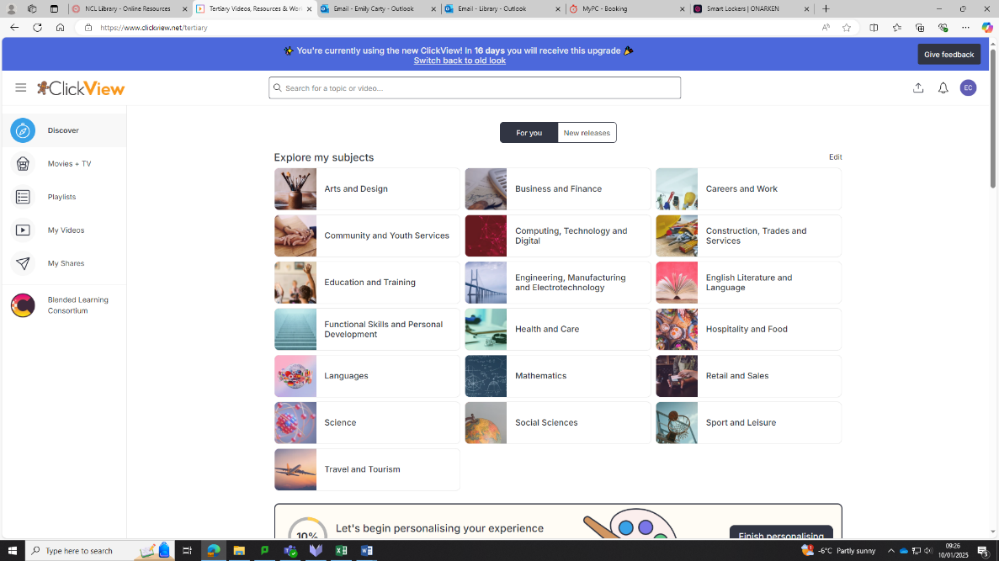 NCL Library - Online Resources
Tertiary Videos, Resources & Wor
Email - Emily Carty - Outlook
Email - Library - Outlook
MyPC - Booking
Smart Lockers | ONARKEN
https://www.clickview.net/tertiary
✨ You're currently using the new ClickView! In 16 days you will receive this upgrade 🎉
Switch back to old look
Give feedback
ClickView
Search for a topic or video...
EC
Discover
Movies + TV
Playlists
My Videos
My Shares
Blended Learning
Consortium
For you
New releases
Explore my subjects
Edit
Arts and Design
Business and Finance
Careers and Work
Community and Youth Services
Computing, Technology and
Digital
Construction, Trades and
Services
Education and Training
Engineering, Manufacturing
and Electrotechnology
English Literature and
Language
Functional Skills and Personal
Development
Health and Care
Hospitality and Food
Languages
Mathematics
Retail and Sales
Science
Social Sciences
Sport and Leisure
Travel and Tourism
10%
Let's begin personalising your experience
Finish personalising
Type here to search
-6°C Partly sunny
09:26
10/01/2025
3